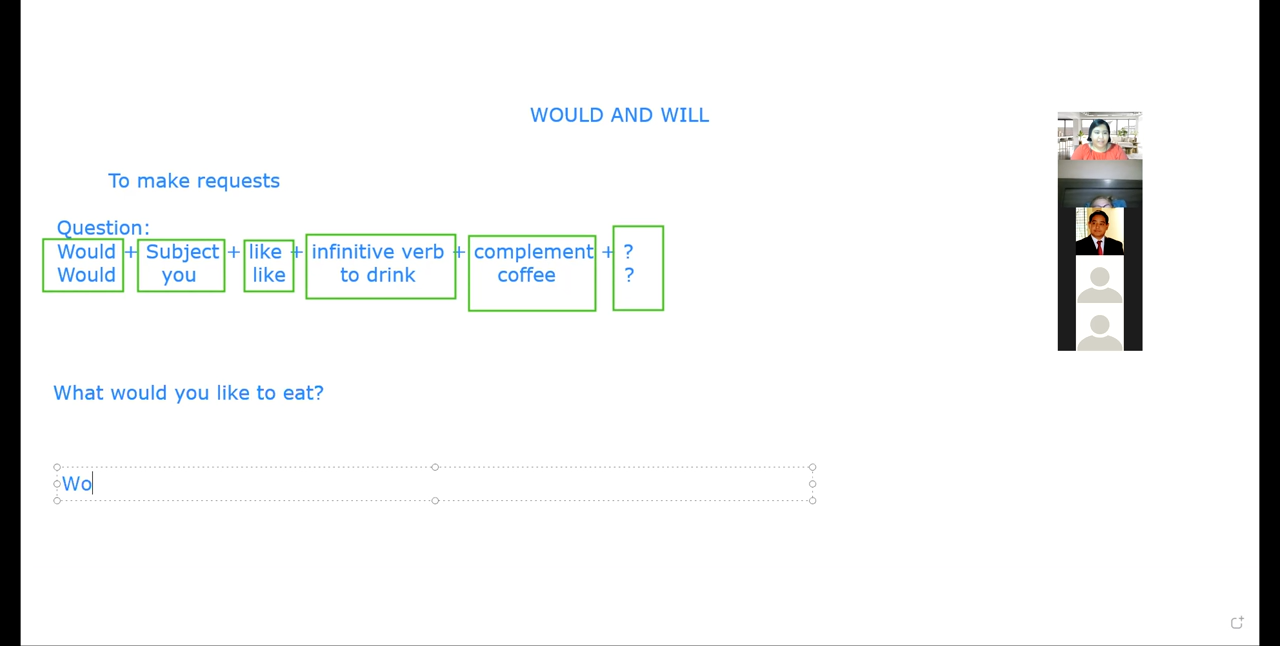 WOULD AND WILL
To make requests
Question:
Would + Subject + like + infinitive verb + complement + ?
Would you like to drink coffee ?
What would you like to eat?
Wo